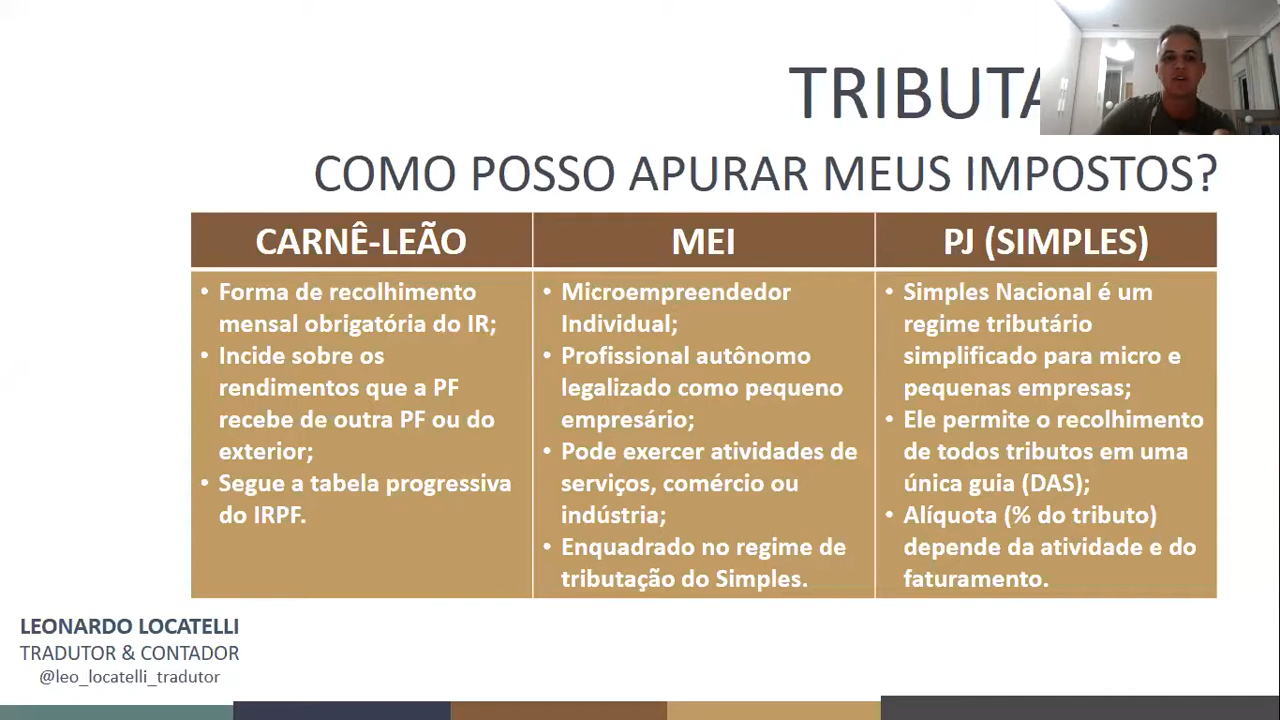 TRIBUTA
COMO POSSO APURAR MEUS IMPOSTOS?
CARNÊ-LEÃO
• Forma de recolhimento
mensal obrigatória do IR;
• Incide sobre os
rendimentos que a PF
recebe de outra PF ou do
exterior;
• Segue a tabela progressiva
do IRPF.
MEI
• Microempreendedor
Individual;
• Profissional autônomo
legalizado como pequeno
empresário;
• Pode exercer atividades de
serviços, comércio ou
indústria;
• Enquadrado no regime de
tributação do Simples.
PJ (SIMPLES)
• Simples Nacional é um
regime tributário
simplificado para micro e
pequenas empresas;
• Ele permite o recolhimento
de todos tributos em uma
única guia (DAS);
• Alíquota (% do tributo)
depende da atividade e do
faturamento.
LEONARDO LOCATELLI
TRADUTOR & CONTADOR
@leo_locatelli_tradutor